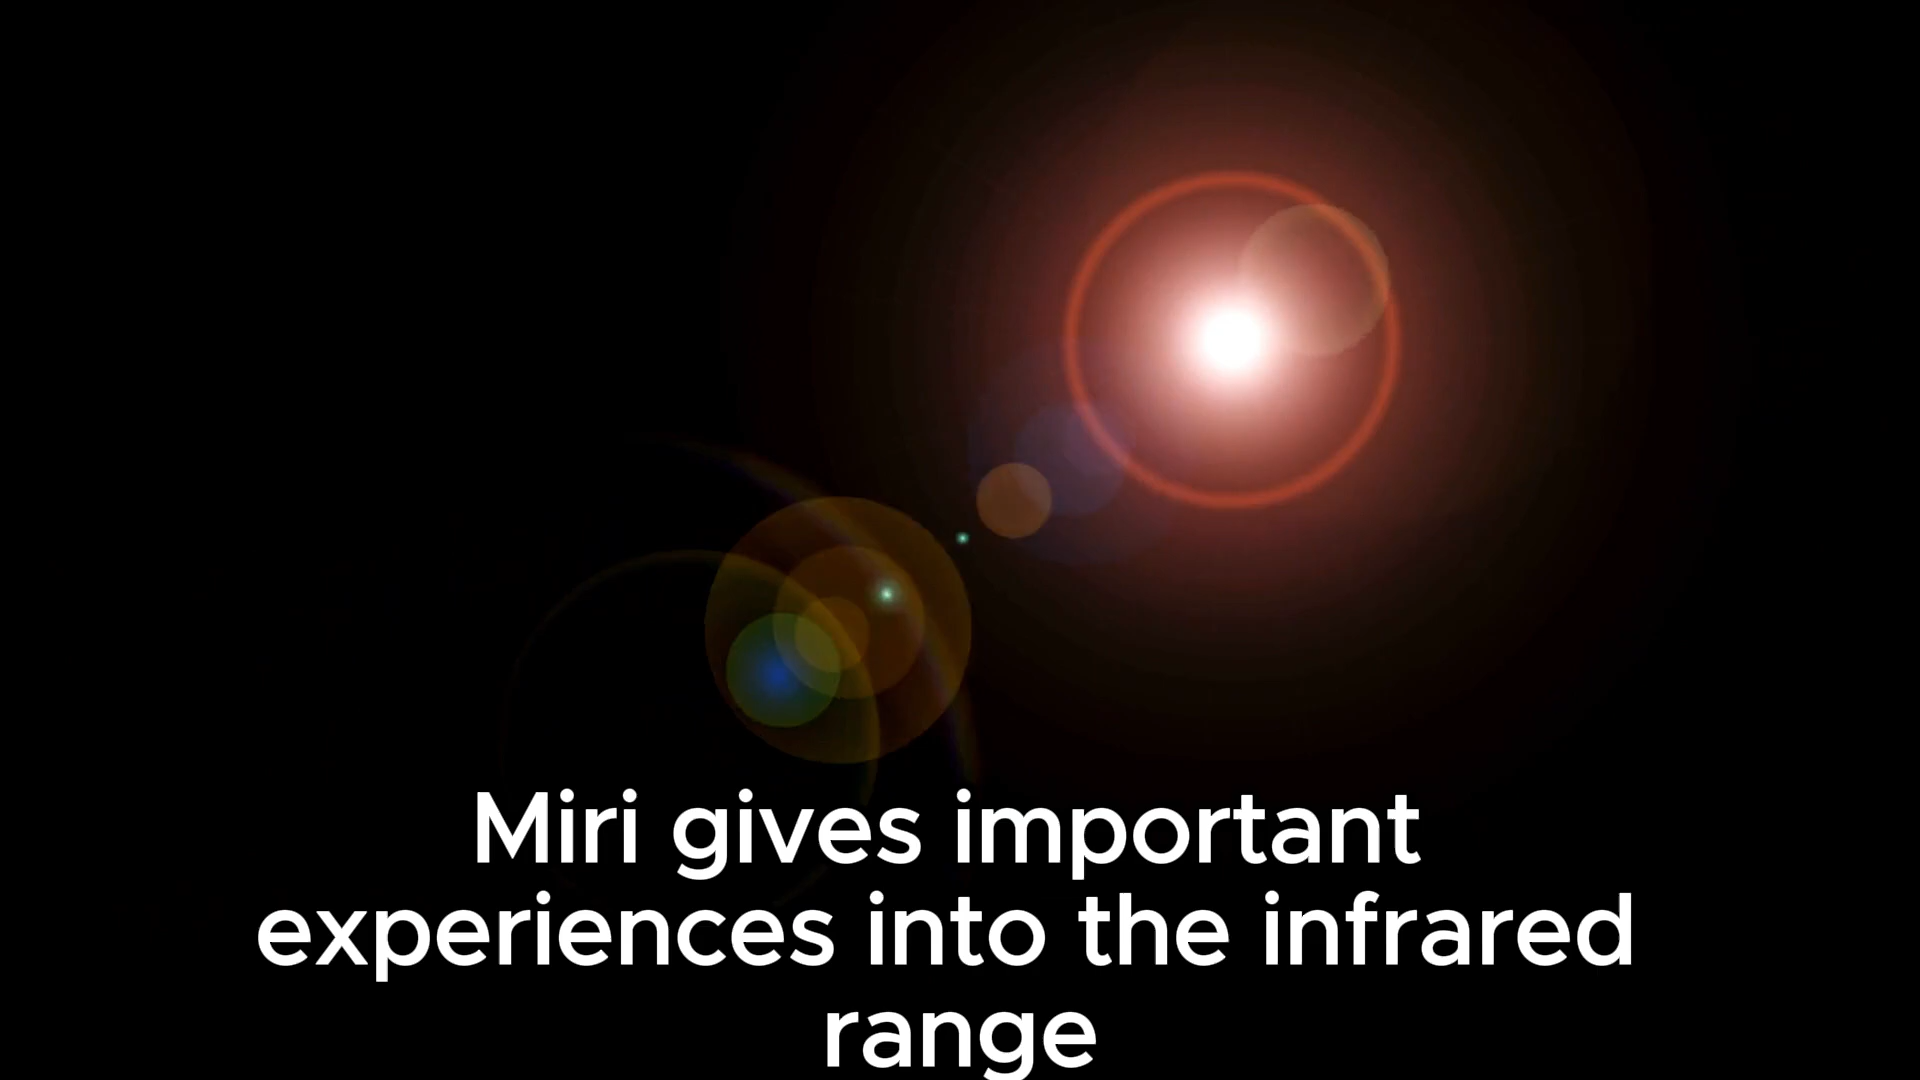 Miri gives important
experiences into the infrared
range